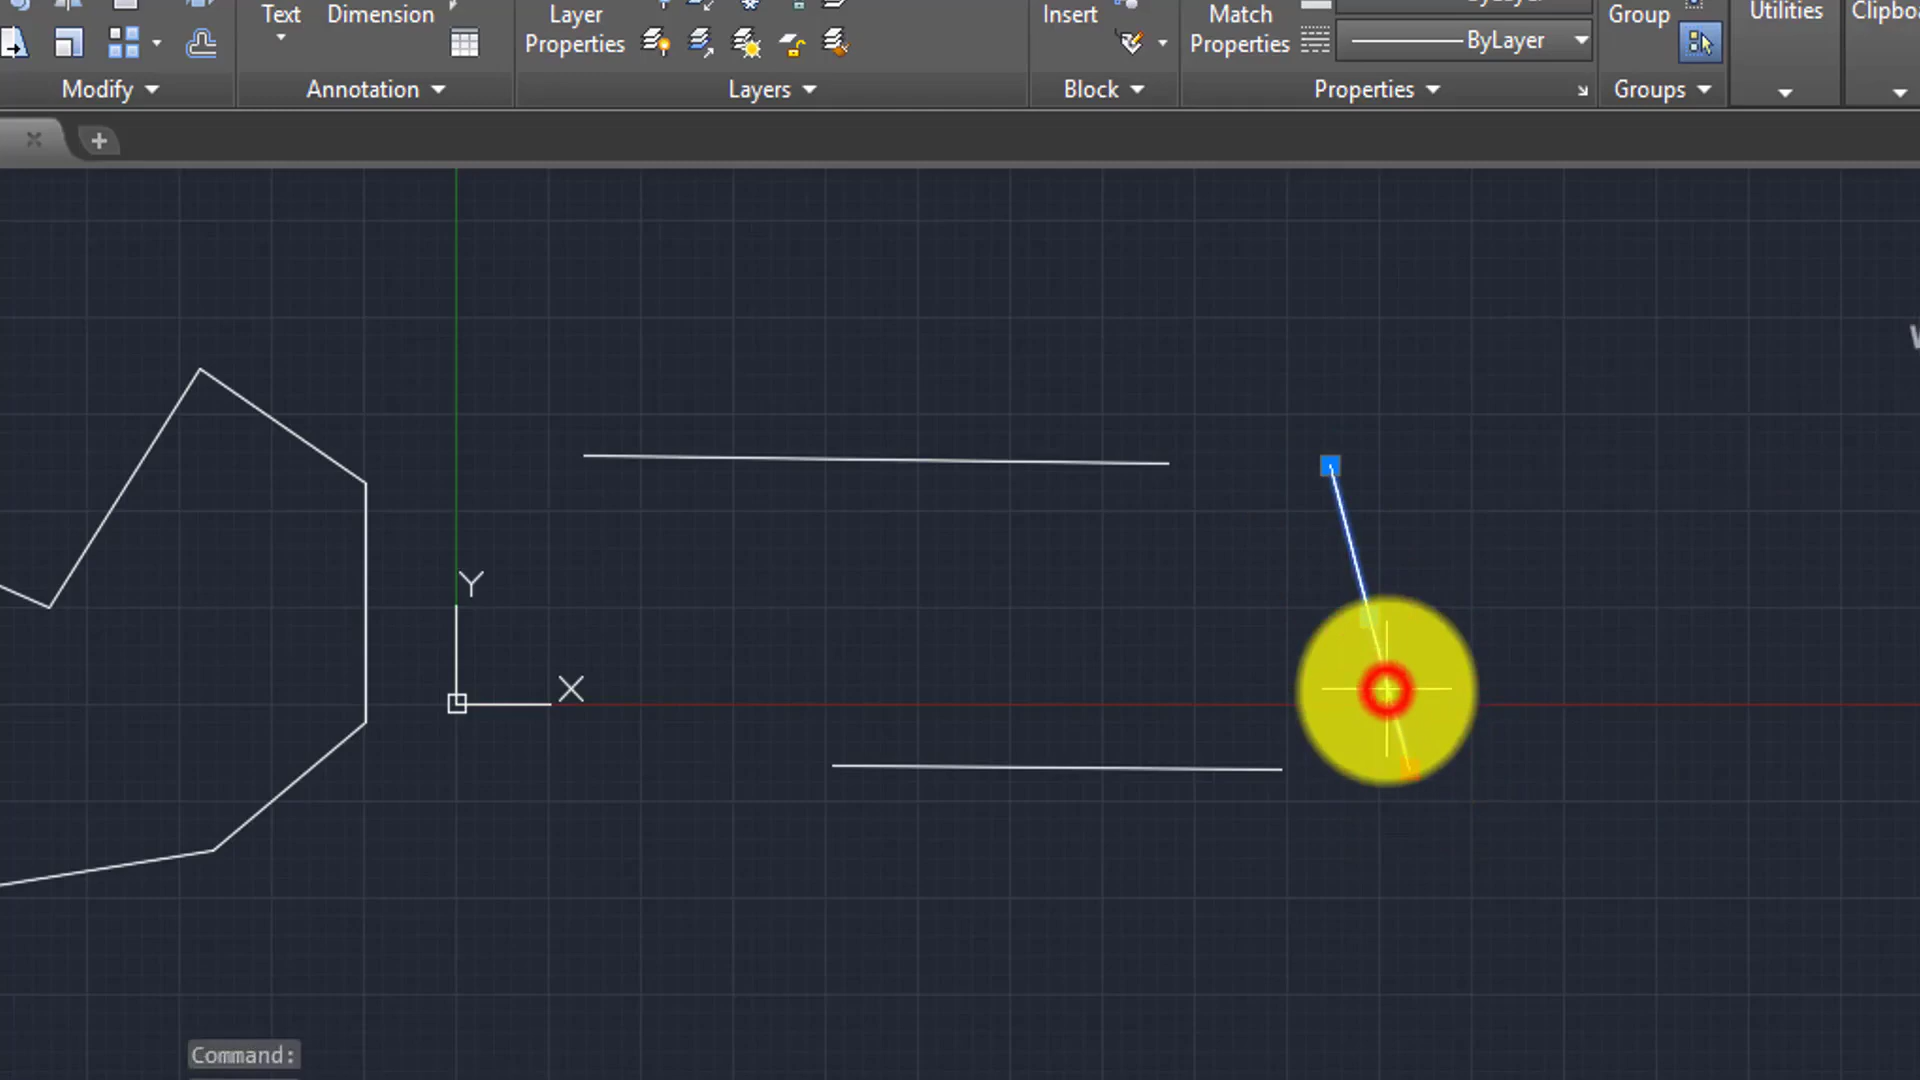 Text
Dimension
Layer
Properties
Insert
Match
Properties
ByLayer
Group
Utilities
Modify
Annotation
Layers
Block
Properties
Groups
Y
X
Command: